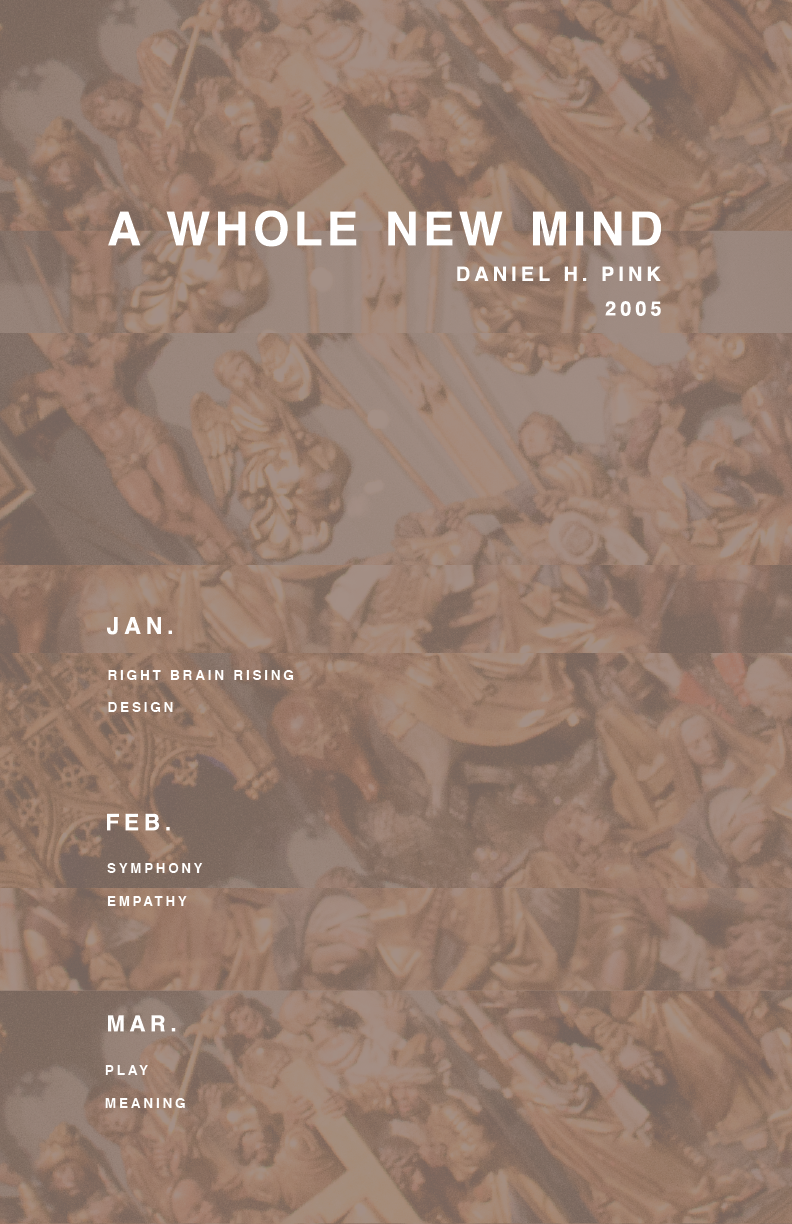 A WHOLE NEW MIND
DANIEL H. PINK
2005
JAN.
RIGHT BRAIN RISING
DESIGN
FEB.
SYMPHONY
EMPATHY
MAR.
PLAY
MEANING